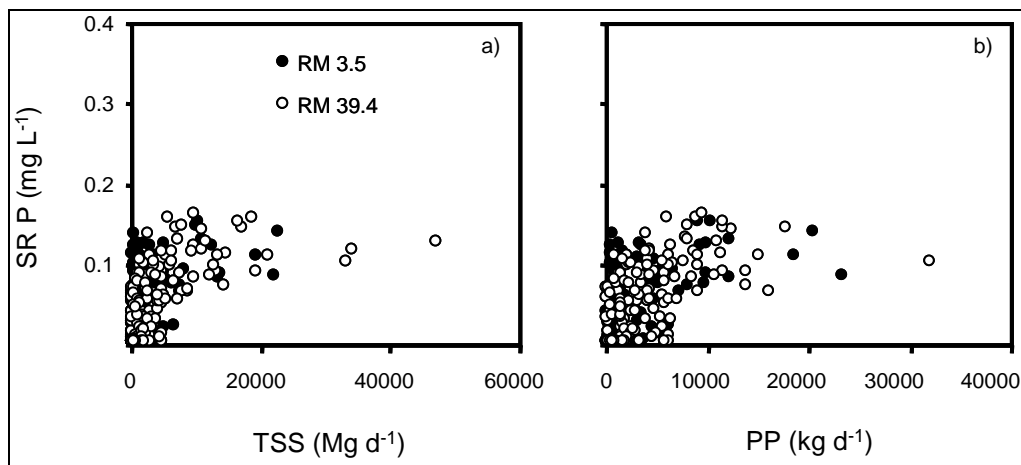 0.4
0.3
0.2
0.1
SR P (mg L⁻¹)
a)
RM 3.5
RM 39.4
0 20000 40000 60000
TSS (Mg d⁻¹)
b)
0 10000 20000 30000 40000
PP (kg d⁻¹)